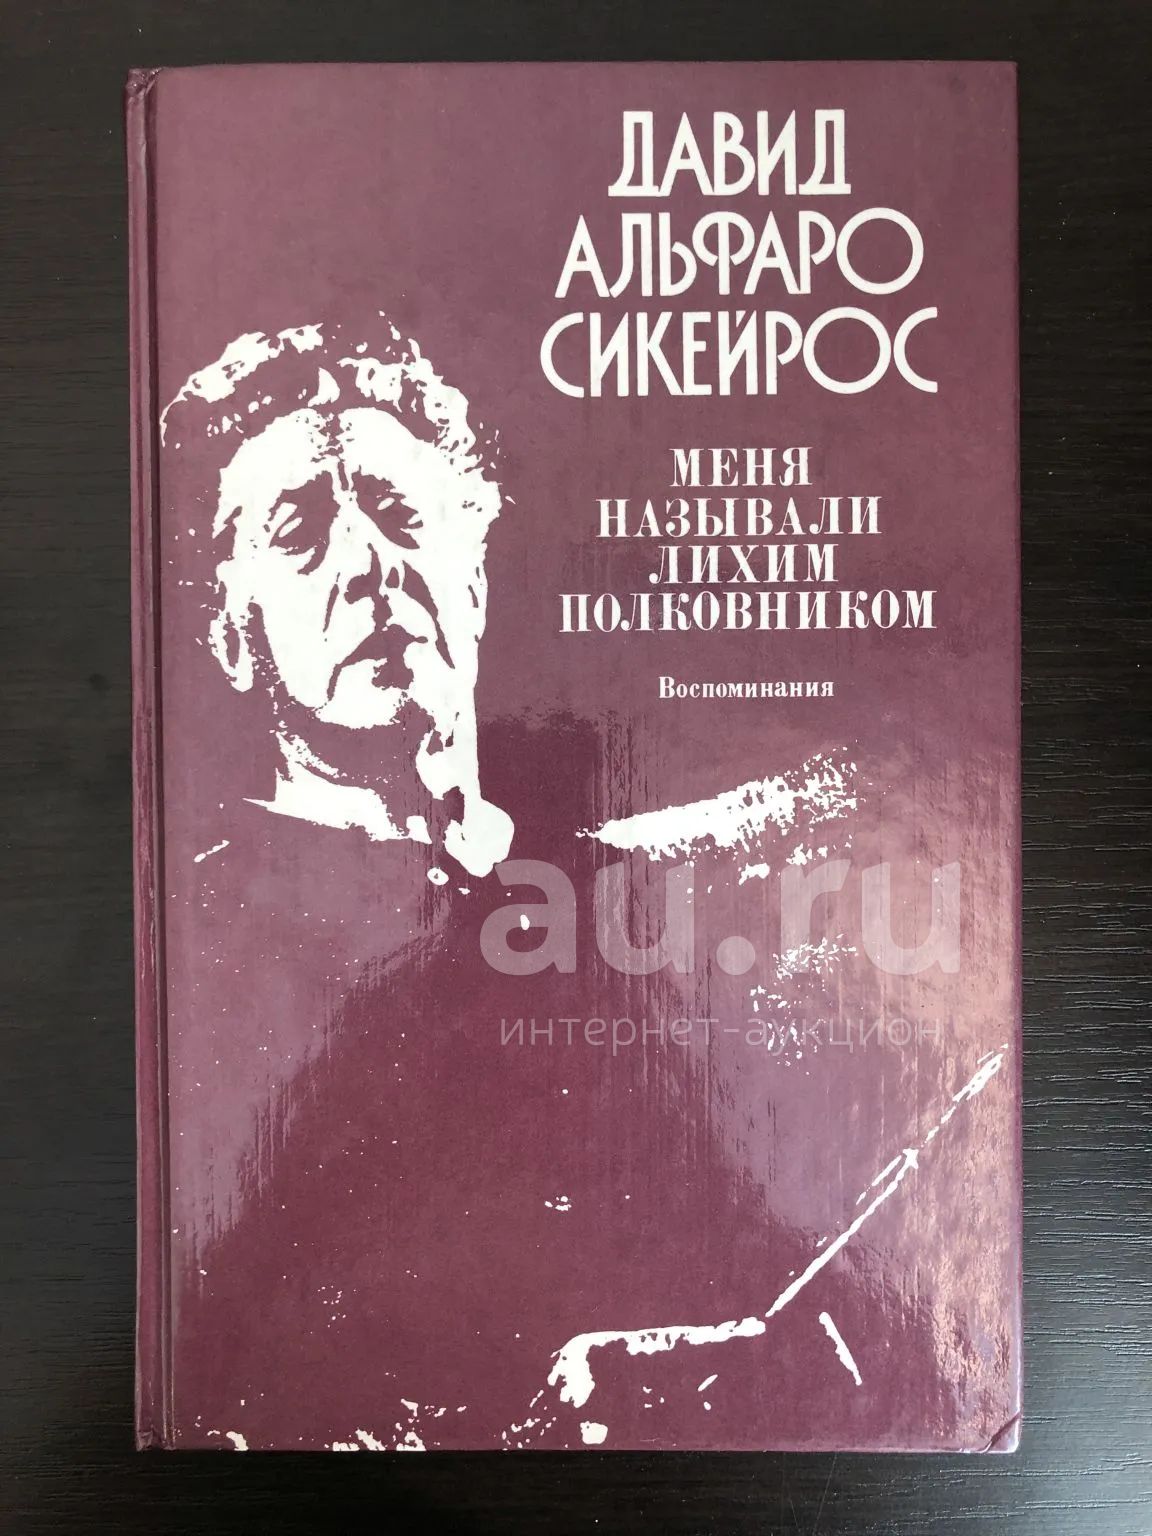 ДАВИД
АЛЬФАРО
СИКЕЙРОС
МЕНЯ
НАЗЫВАЛИ
ЛИХИМ
ПОЛКОВНИКОМ
Воспоминания
au.ru
интернет-аукцион